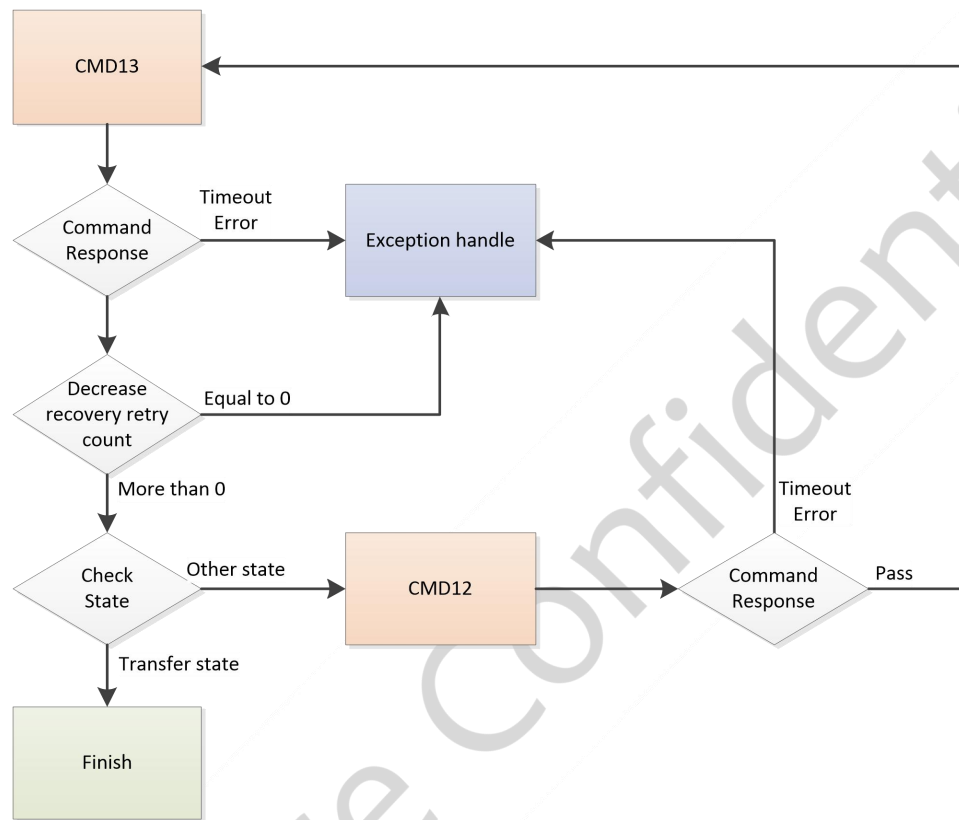 CMD13
Timeout
Error
Command
Response
Exception handle
Decrease
recovery retry
count
Equal to 0
More than 0
Timeout
Error
Check
State
Other state
CMD12
Command
Response
Pass
Transfer state
Finish
Confident